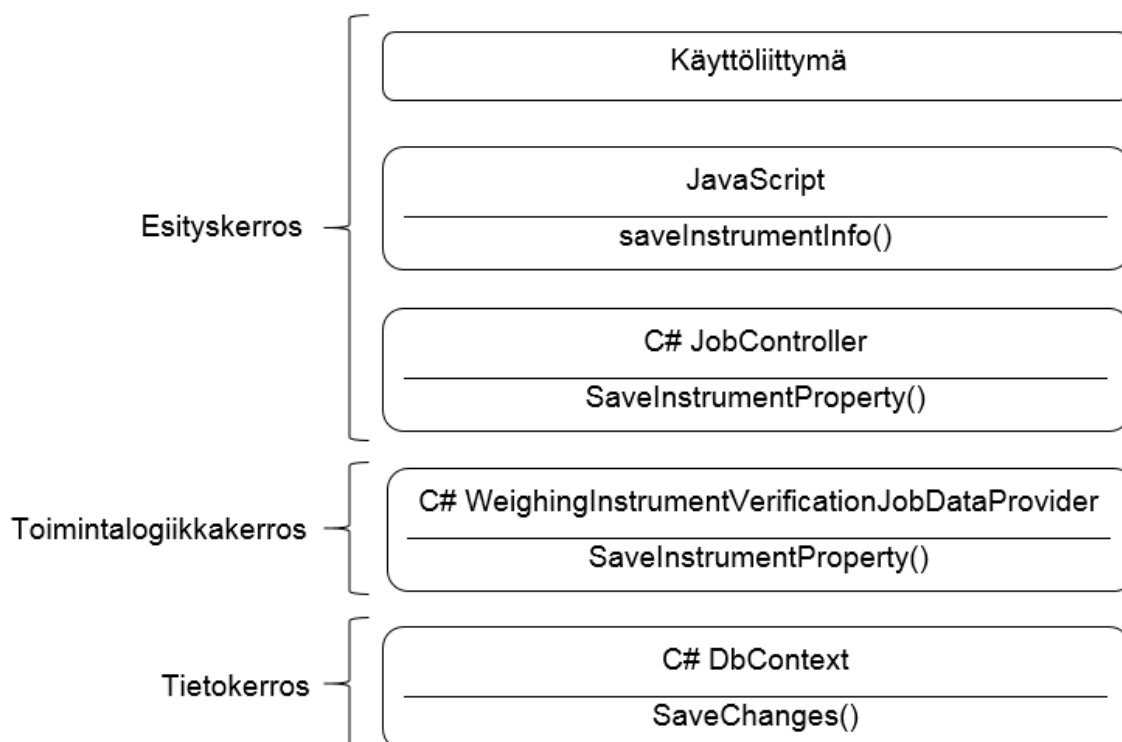 Käyttöliittymä
JavaScript
saveInstrumentInfo()
Esityskerros
C# JobController
SaveInstrumentProperty()
C# WeighingInstrumentVerificationJobDataProvider
Toimintalogiikkakerros
SaveInstrumentProperty()
C# DbContext
Tietokerros
SaveChanges()